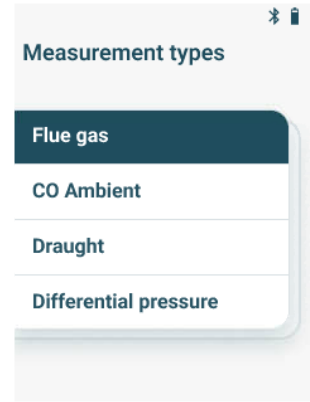 Measurement types
Flue gas
CO Ambient
Draught
Differential pressure